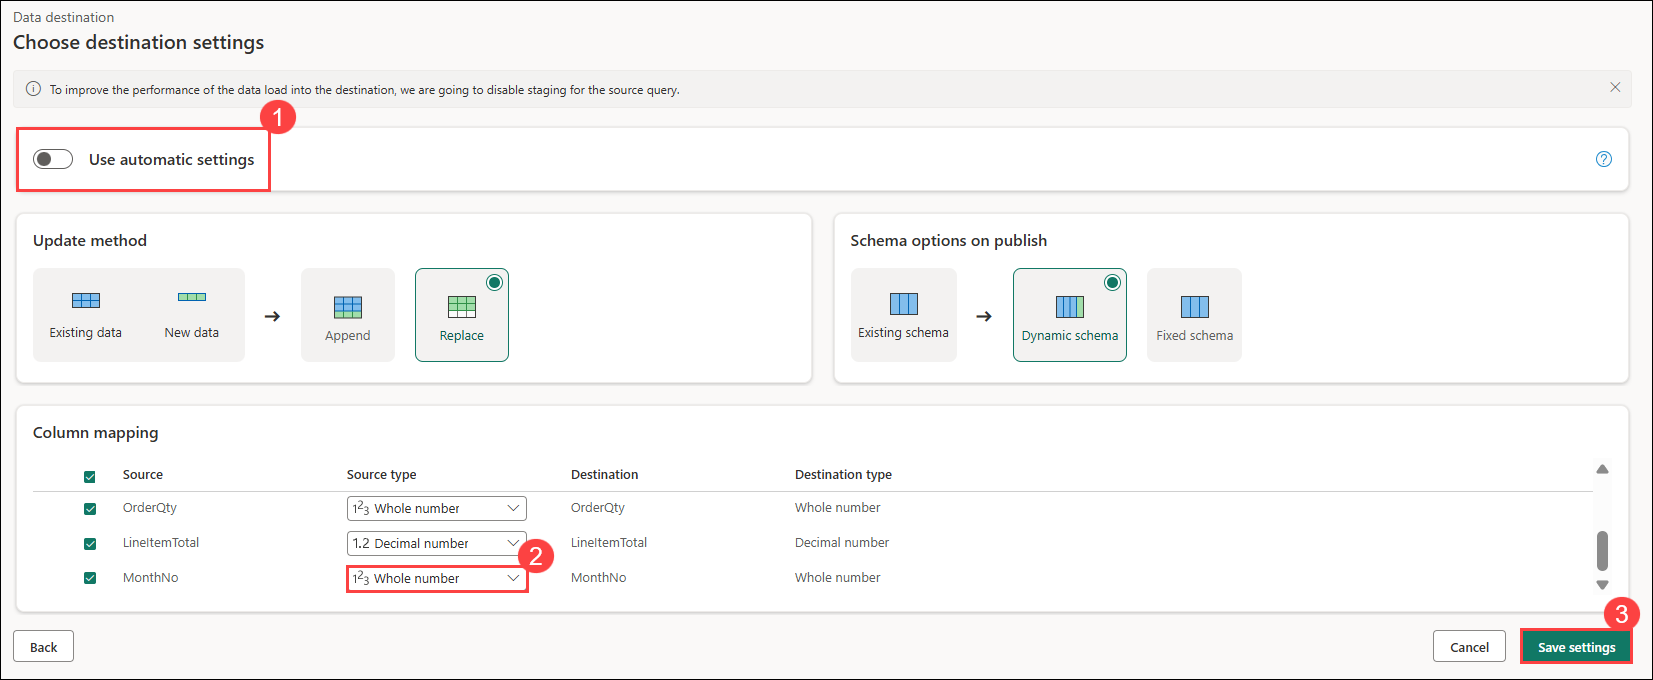 Data destination
Choose destination settings
To improve the performance of the data load into the destination, we are going to disable staging for the source query.
1
Use automatic settings
Update method
Existing data
New data
Append
Replace
Schema options on publish
Existing schema
Dynamic schema
Fixed schema
Column mapping
Source Source type Destination Destination type
OrderQty 1²3 Whole number OrderQty Whole number
LineItemTotal 1.2 Decimal number LineItemTotal Decimal number
2
MonthNo 1²3 Whole number MonthNo Whole number
3
Back Cancel Save settings